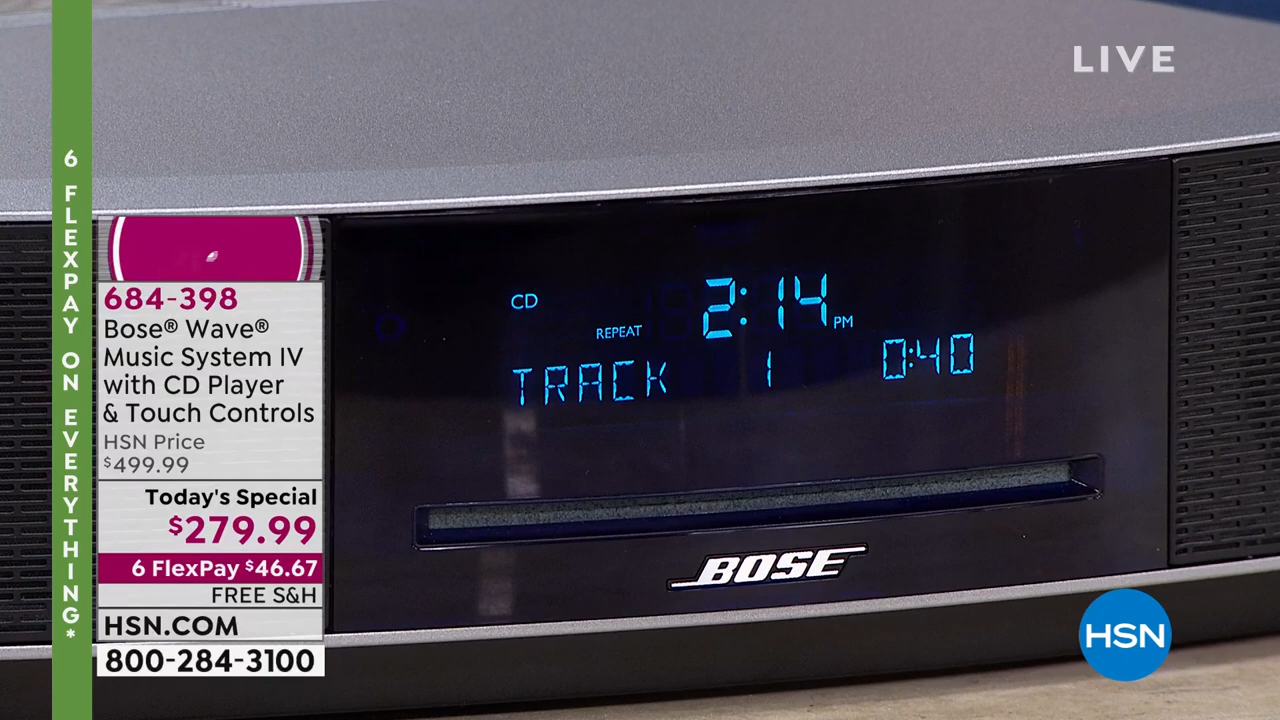 LIVE
6 FLEXPAY ON EVERYTHING*
684-398
Bose® Wave®
Music System IV
with CD Player
& Touch Controls
HSN Price
$499.99
Today's Special
$279.99
6 FlexPay $46.67
FREE S&H
HSN.COM
800-284-3100
CD
2:14 PM
REPEAT
TRACK 1 0:40
BOSE
HSN